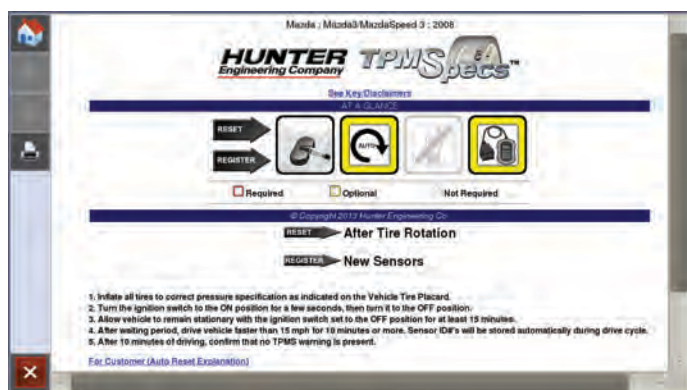 Mazda : Mazda3/MazdaSpeed 3 : 2008
HUNTER
Engineering Company
TPMSpecs™
See Key Disclaimers
AT A GLANCE
RESET
REGISTER
AUTO
Required
Optional
Not Required
© Copyright 2013 Hunter Engineering Co
RESET After Tire Rotation
REGISTER New Sensors
1. Inflate all tires to correct pressure specification as indicated on the Vehicle Tire Placard.
2. Turn the ignition switch to the ON position for a few seconds, then turn it to the OFF position.
3. Allow vehicle to remain stationary with the ignition switch set to the OFF position for at least 15 minutes.
4. After waiting period, drive vehicle faster than 15 mph for 10 minutes or more. Sensor ID#'s will be stored automatically during drive cycle.
5. After 10 minutes of driving, confirm that no TPMS warning is present.
For Customer (Auto Reset Explanation)